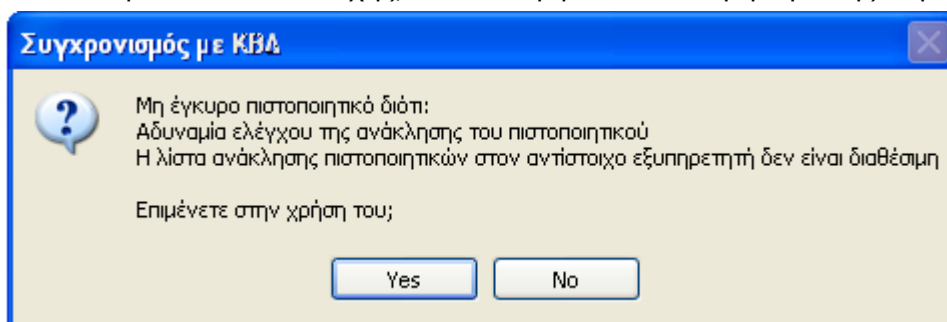 Συγχρονισμός με ΚΒΔ
Μη έγκυρο πιστοποιητικό διότι:
Αδυναμία ελέγχου της ανάκλησης του πιστοποιητικού
Η λίστα ανάκλησης πιστοποιητικών στον αντίστοιχο εξυπηρετητή δεν είναι διαθέσιμη
Επιμένετε στην χρήση του;
Yes No